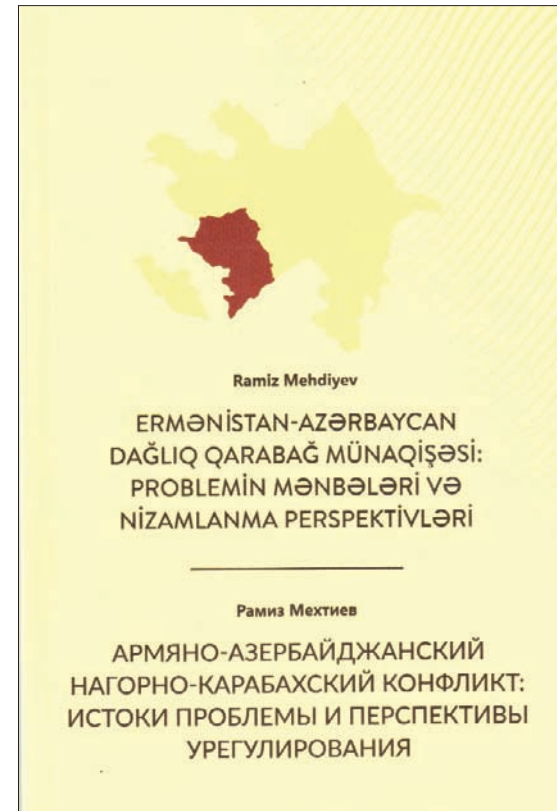 Ramiz Mehdiyev
ERMƏNİSTAN-AZƏRBAYCAN
DAĞLIQ QARABAĞ MÜNAQİŞƏSİ:
PROBLEMİN MƏNBƏLƏRİ VƏ
NİZAMLANMA PERSPEKTİVLƏRİ
Рамиз Мехтиев
АРМЯНО-АЗЕРБАЙДЖАНСКИЙ
НАГОРНО-КАРАБАХСКИЙ КОНФЛИКТ:
ИСТОКИ ПРОБЛЕМЫ И ПЕРСПЕКТИВЫ
УРЕГУЛИРОВАНИЯ